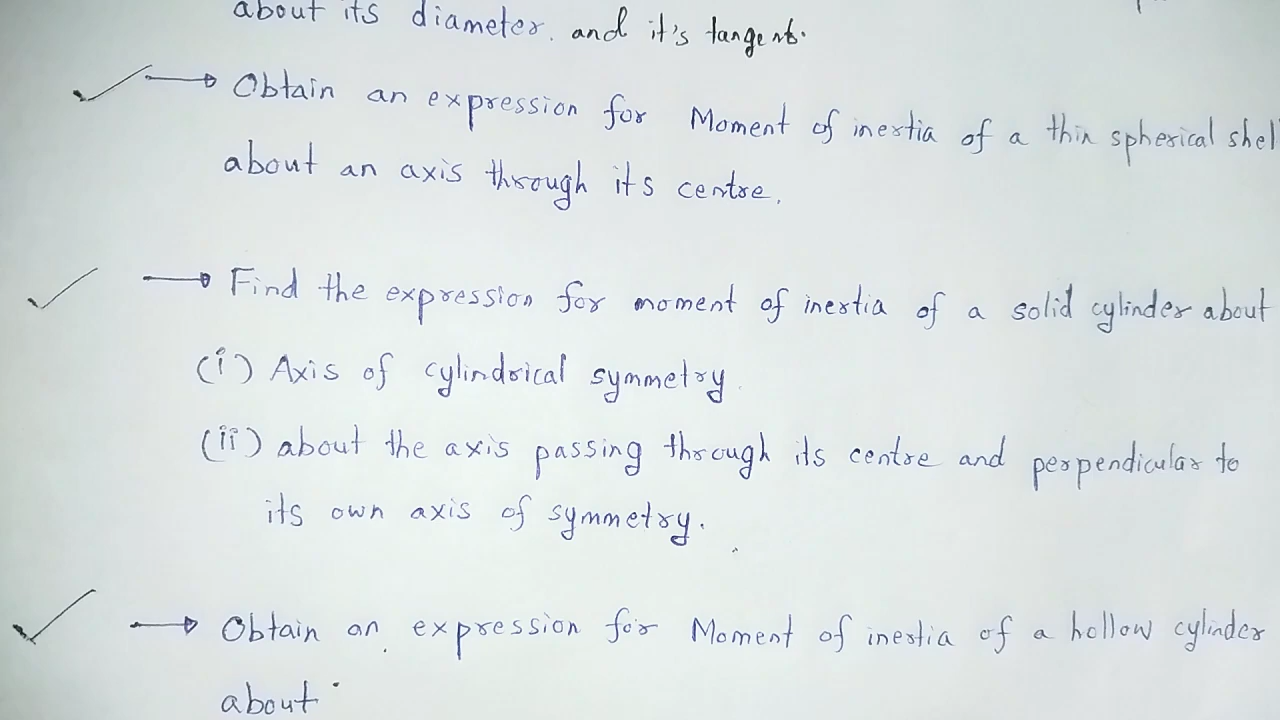 about its diameter. and it's tangent.
→ Obtain an expression for Moment of inertia of a thin spherical shell
about an axis through its centre.
→ Find the expression for moment of inertia of a solid cylinder about
(i) Axis of cylindrical symmetry.
(ii) about the axis passing through its centre and perpendicular to
its own axis of symmetry.
→ Obtain an expression for Moment of inertia of a hollow cylinder
about